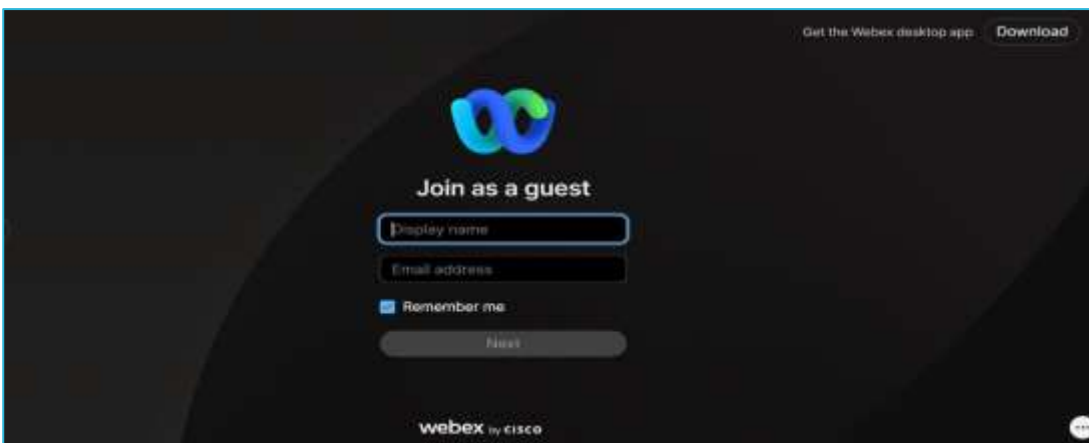 Get the Webex desktop app Download
Join as a guest
Display name
Email address
Remember me
Next
webex by CISCO